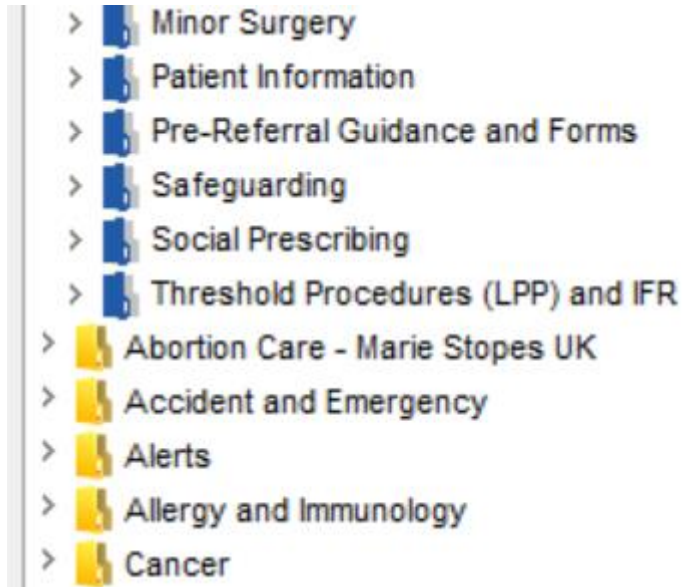 Minor Surgery
Patient Information
Pre-Referral Guidance and Forms
Safeguarding
Social Prescribing
Threshold Procedures (LPP) and IFR
Abortion Care - Marie Stopes UK
Accident and Emergency
Alerts
Allergy and Immunology
Cancer